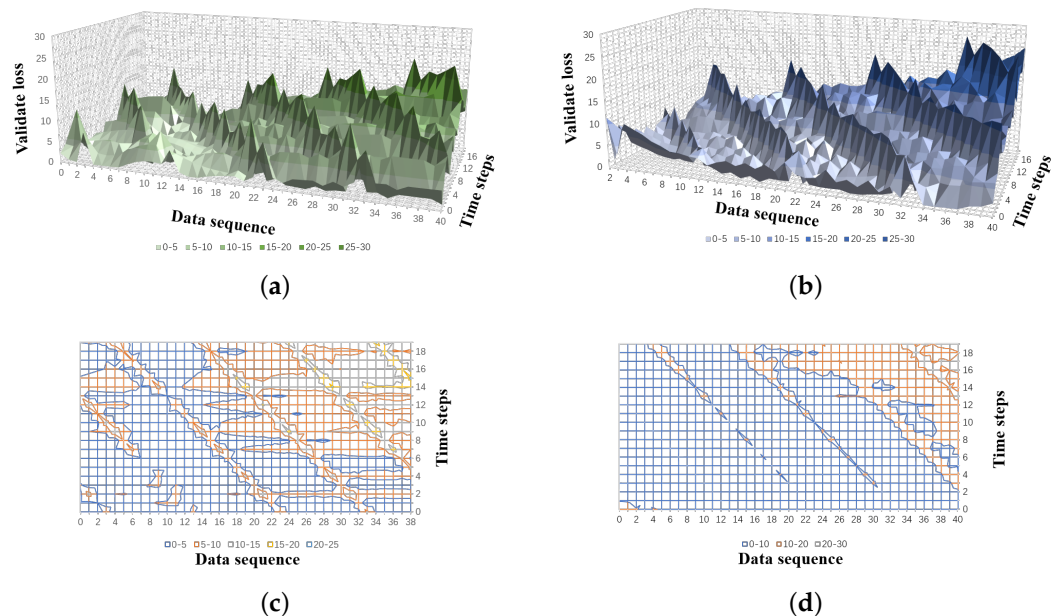 30
25
20
15
10
5
0
Validate loss
0 2 4 6 8 10 12 14 16 18 20 22 24 26 28 30 32 34 36 38 40
0 4 8 12 16
Time steps
Data sequence
0-5 5-10 10-15 15-20 20-25 25-30
(a)
30
25
20
15
10
5
0
Validate loss
2 4 6 8 10 12 14 16 18 20 22 24 26 28 30 32 34 36 38 40
0 4 8 12 16
Time steps
Data sequence
0-5 5-10 10-15 15-20 20-25 25-30
(b)
18
16
14
12
10
8
6
4
2
0
Time steps
0 2 4 6 8 10 12 14 16 18 20 22 24 26 28 30 32 34 36 38
0-5 5-10 10-15 15-20 20-25
Data sequence
(c)
18
16
14
12
10
8
6
4
2
0
Time steps
0 2 4 6 8 10 12 14 16 18 20 22 24 26 28 30 32 34 36 38 40
0-10 10-20 20-30
Data sequence
(d)